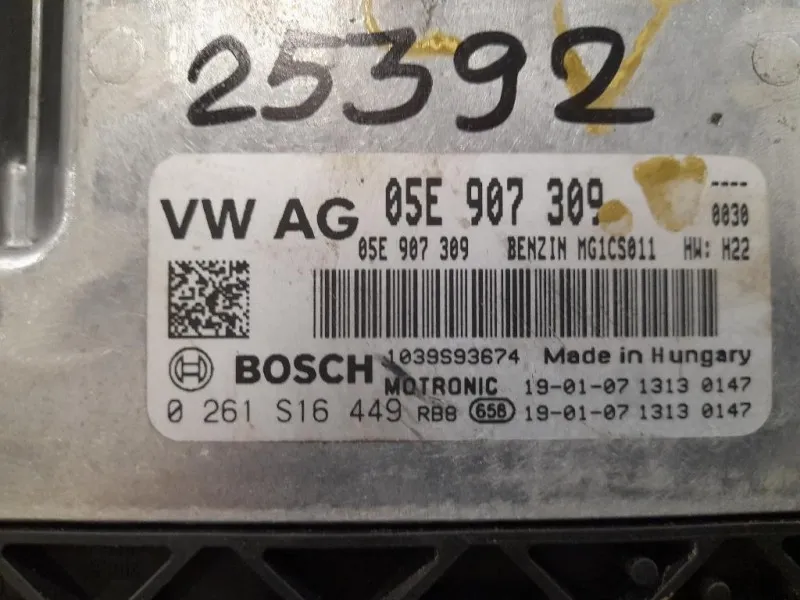 25392.
VW AG 05E 907 309 ----
0030
05E 907 309 BENZIN MG1CS011 HW: H22
BOSCH 1039S93674 Made in Hungary
MOTRONIC 19-01-07 1313 0147
0 261 S16 449 RB8 658 19-01-07 1313 0147